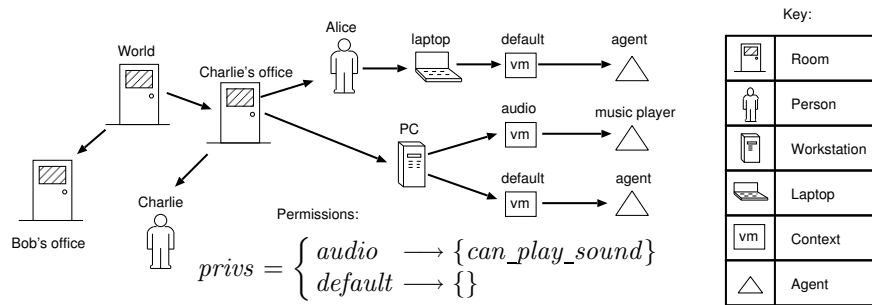 Key:
Alice
laptop
default
agent
World
Charlie's office
vm
Room
audio
music player
Person
PC
vm
Workstation
default
agent
Laptop
vm
Charlie
Permissions:
Bob's office
vm
Context
privs = { audio ⟶ {can_play_sound}
default ⟶ {}
Agent